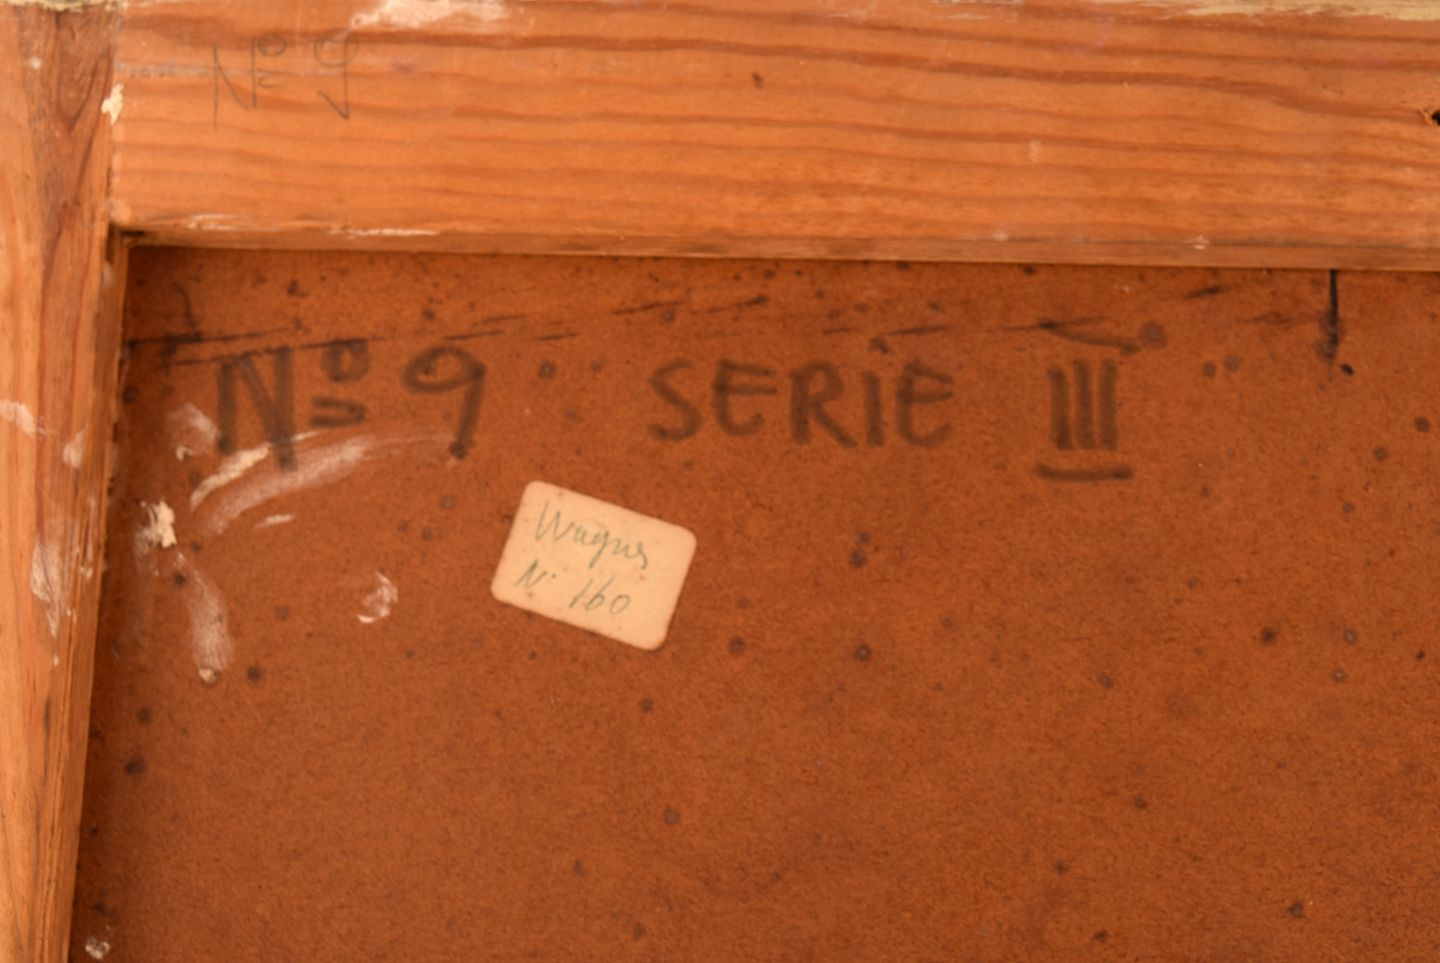 Nº 9
Nº 9 SERIE III
Wagner
N. 160